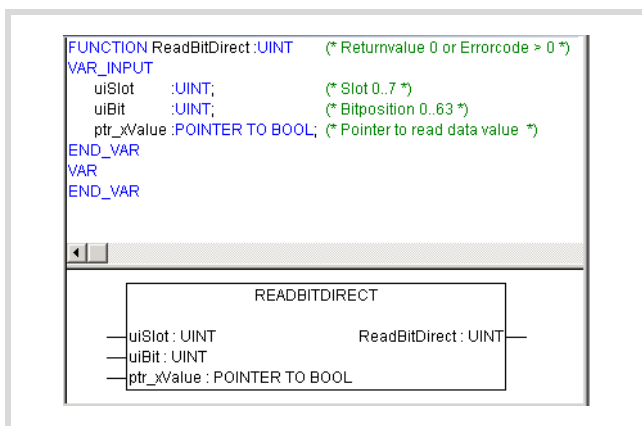 FUNCTION ReadBitDirect :UINT (* Returnvalue 0 or Errorcode > 0 *)
VAR_INPUT
uiSlot :UINT; (* Slot 0..7 *)
uiBit :UINT; (* Bitposition 0..63 *)
ptr_xValue :POINTER TO BOOL; (* Pointer to read data value *)
END_VAR
VAR
END_VAR
READBITDIRECT
uiSlot : UINT ReadBitDirect : UINT
uiBit : UINT
ptr_xValue : POINTER TO BOOL